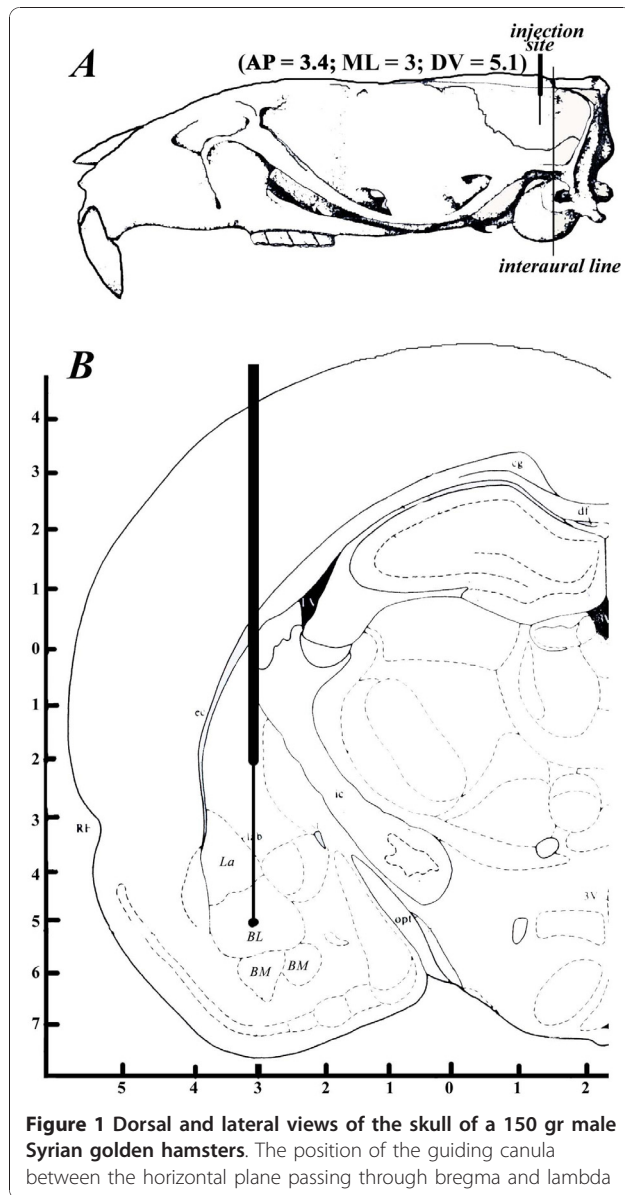 A
injection
site
(AP = 3.4; ML = 3; DV = 5.1)
interaural line
B
4
3
2
1
0
1
2
3
4
5
6
7
cg
df
ic
RF
La
BL
BM
BM
opt
3V
5
4
3
2
1
0
1
2
Figure 1 Dorsal and lateral views of the skull of a 150 gr male
Syrian golden hamsters. The position of the guiding canula
between the horizontal plane passing through bregma and lambda